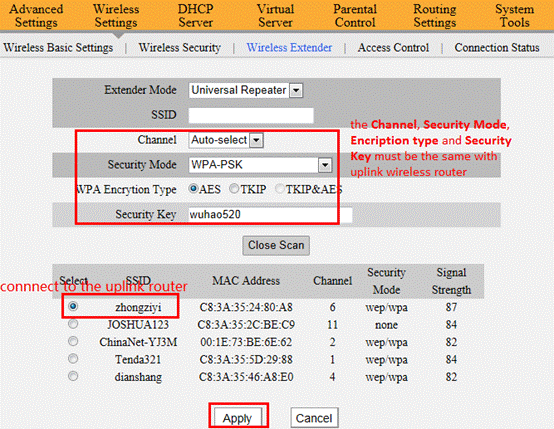 Advanced Settings Wireless Settings DHCP Server Virtual Server Parental Control Routing Settings System Tools
Wireless Basic Settings | Wireless Security | Wireless Extender | Access Control | Connection Status
Extender Mode Universal Repeater
SSID
the Channel, Security Mode,
Encription type and Security
Key must be the same with
uplink wireless router
Channel Auto-select
Security Mode WPA-PSK
WPA Encrytion Type AES TKIP TKIP&AES
Security Key wuhao520
Close Scan
connnect to the uplink router
Select SSID MAC Address Channel Security Mode Signal Strength
zhongziyi C8:3A:35:24:80:A8 6 wep/wpa 87
JOSHUA123 C8:3A:35:2C:BE:C9 11 none 84
ChinaNet-YJ3M 00:1E:73:BE:6E:62 2 wep/wpa 82
Tenda321 C8:3A:35:5D:29:88 1 wep/wpa 84
dianshang C8:3A:35:46:A8:E0 4 wep/wpa 82
Apply Cancel